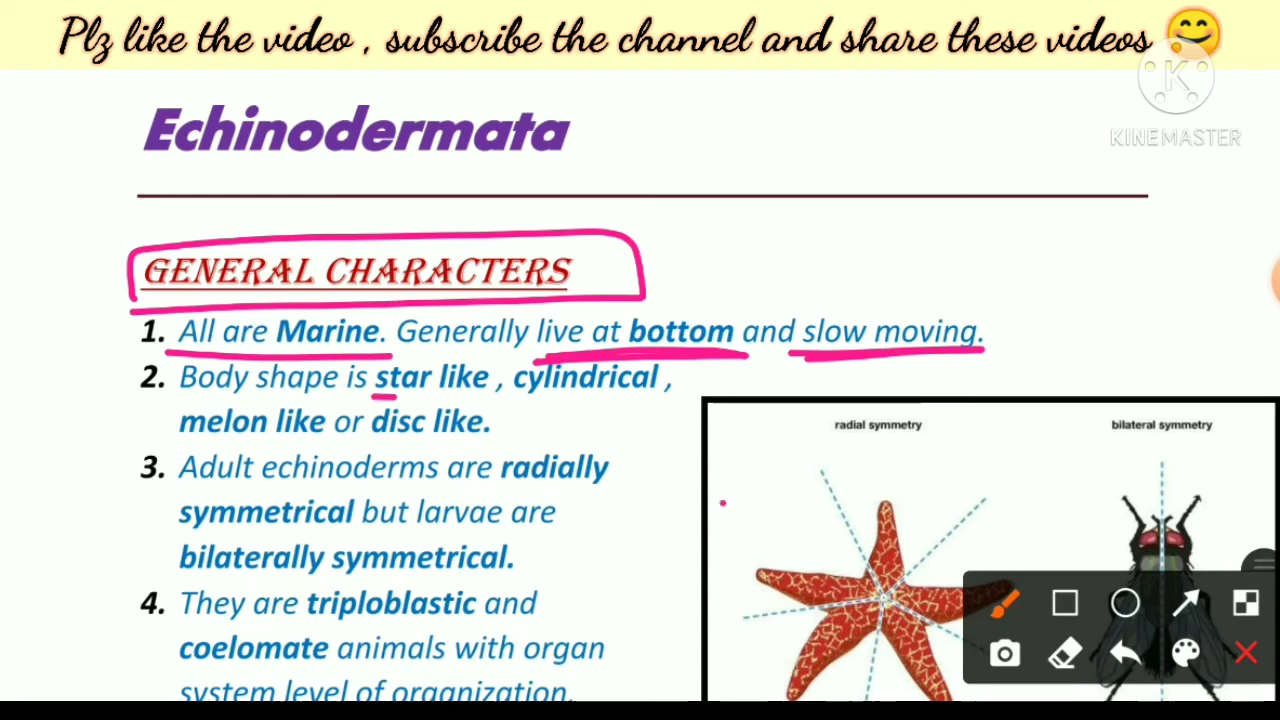 Plz like the video , subscribe the channel and share these videos 😊
KINEMASTER
Echinodermata
GENERAL CHARACTERS
1. All are Marine. Generally live at bottom and slow moving.
2. Body shape is star like , cylindrical ,
melon like or disc like.
3. Adult echinoderms are radially
symmetrical but larvae are
bilaterally symmetrical.
4. They are triploblastic and
coelomate animals with organ
system level of organization.
radial symmetry
bilateral symmetry